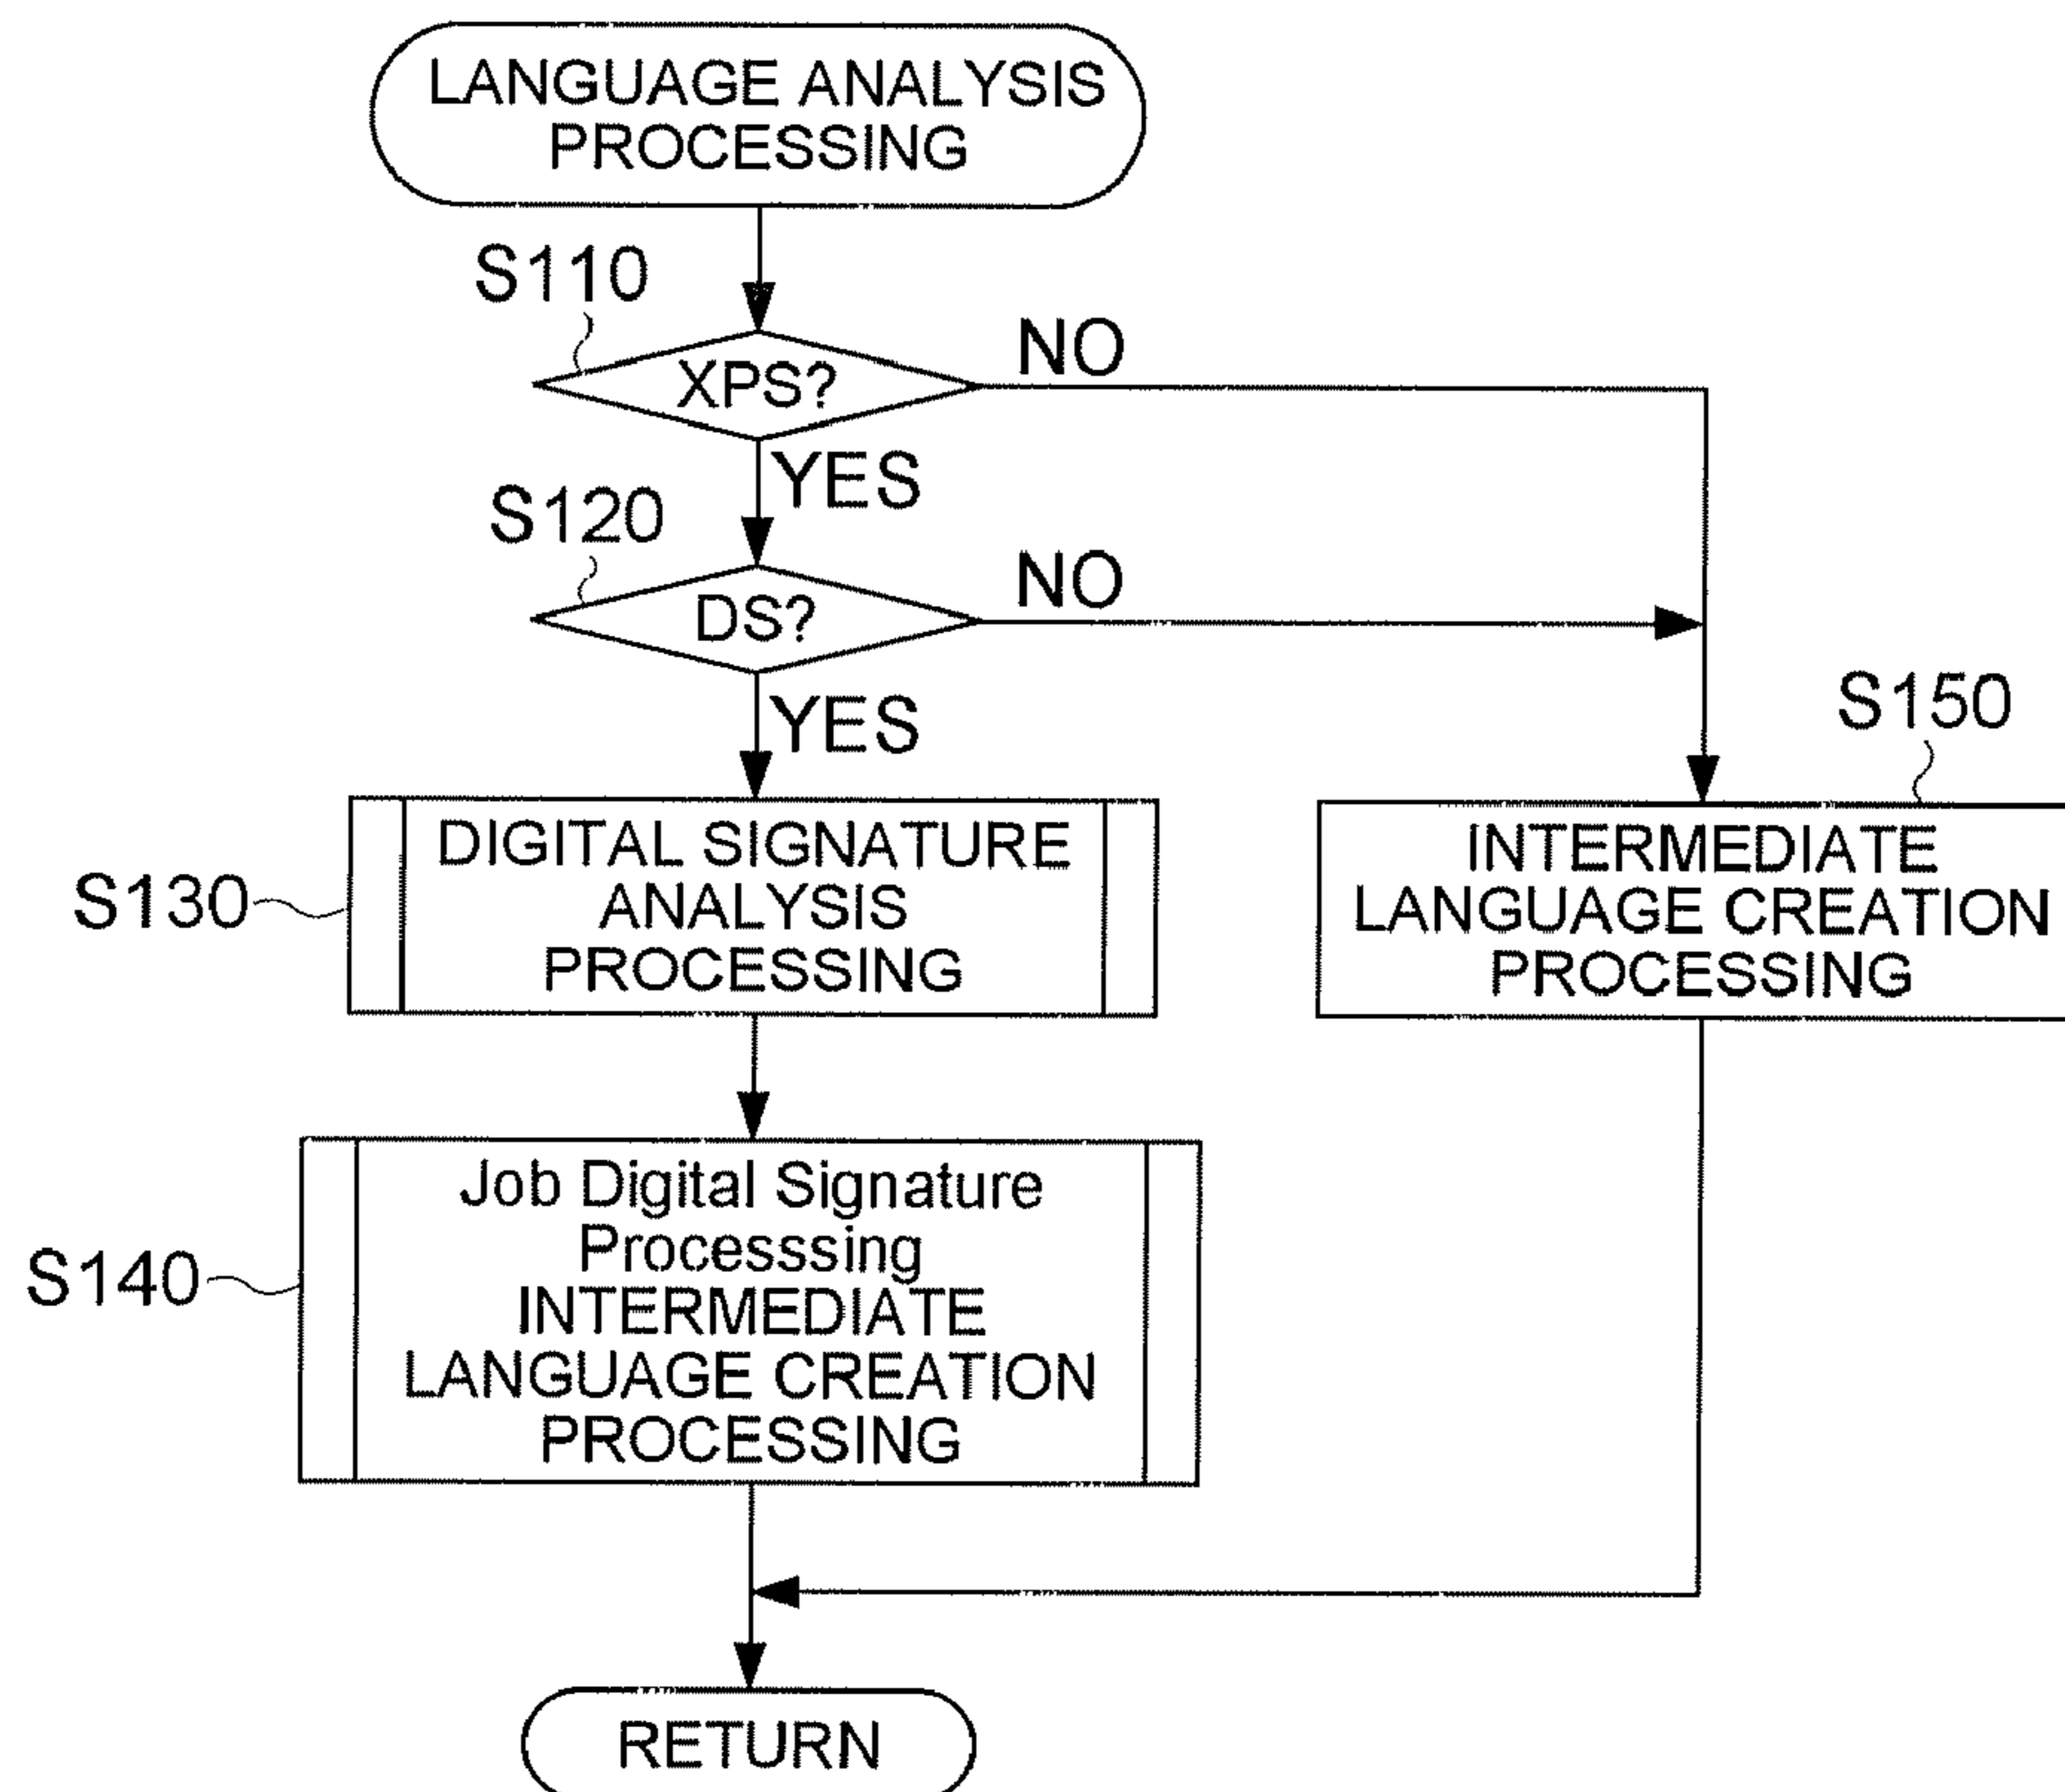 LANGUAGE ANALYSIS
PROCESSING
S110
XPS?
NO
YES
S120
DS?
NO
YES
S130
DIGITAL SIGNATURE
ANALYSIS
PROCESSING
S150
INTERMEDIATE
LANGUAGE CREATION
PROCESSING
S140
Job Digital Signature
Processsing
INTERMEDIATE
LANGUAGE CREATION
PROCESSING
RETURN